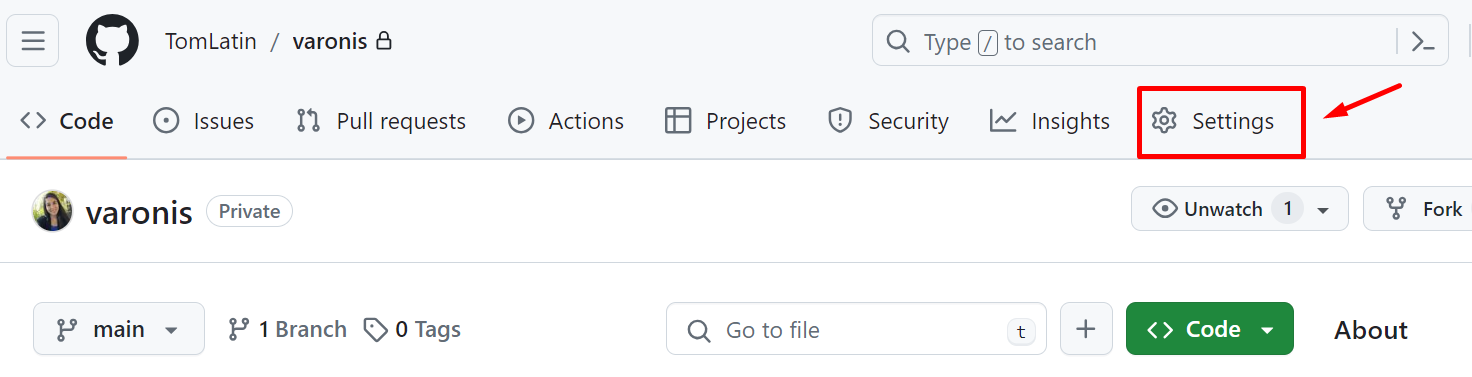 TomLatin / varonis Type / to search
Code Issues Pull requests Actions Projects Security Insights Settings
varonis Private Unwatch 1 Fork
main 1 Branch 0 Tags Go to file t Code About